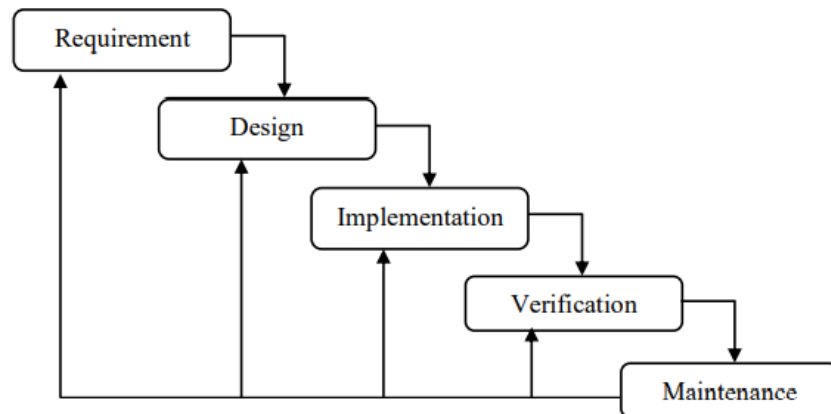 Requirement
Design
Implementation
Verification
Maintenance